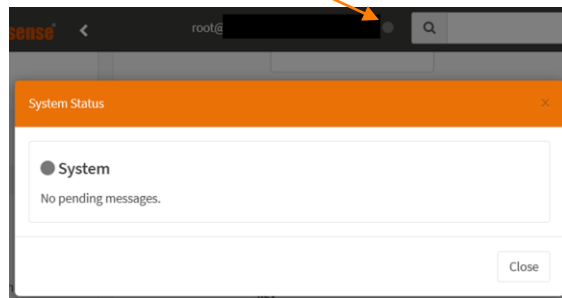 sense
root@
System Status
System
No pending messages.
Close